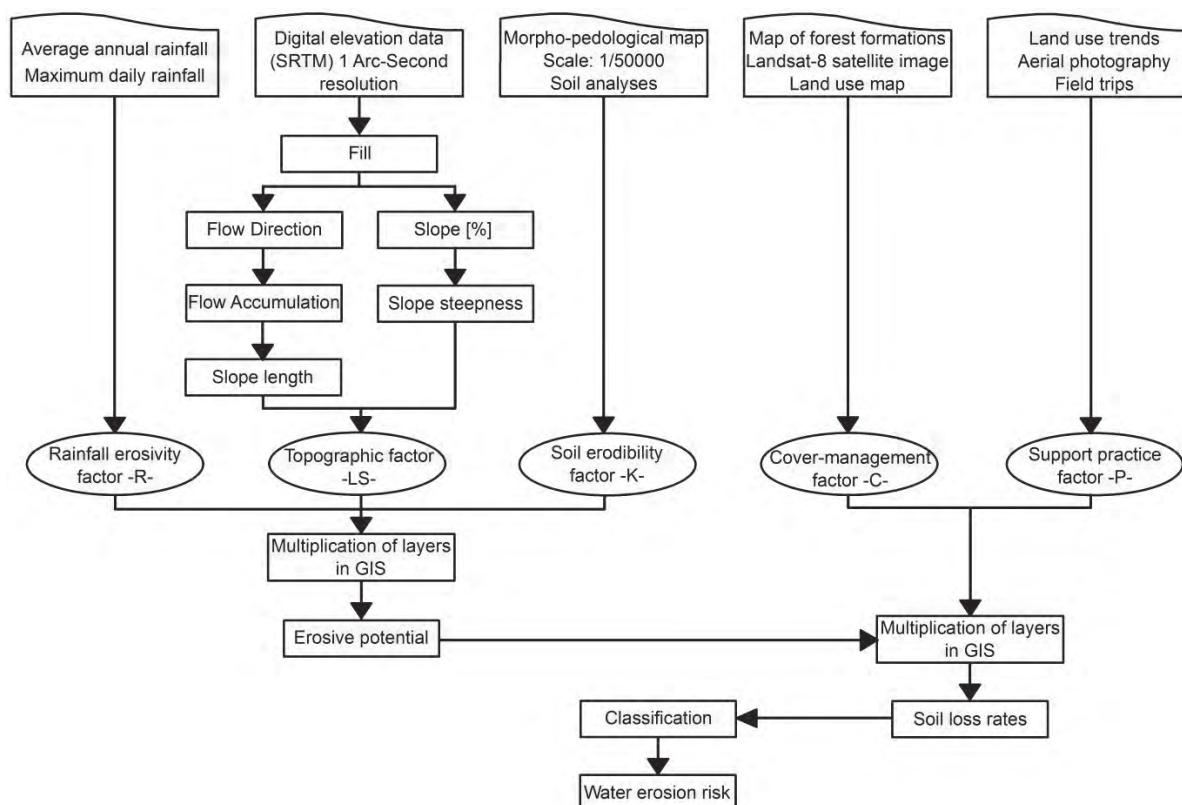 Average annual rainfall
Maximum daily rainfall
Digital elevation data
(SRTM) 1 Arc-Second
resolution
Morpho-pedological map
Scale: 1/50000
Soil analyses
Map of forest formations
Landsat-8 satellite image
Land use map
Land use trends
Aerial photography
Field trips
Fill
Flow Direction
Slope [%]
Flow Accumulation
Slope steepness
Slope length
Rainfall erosivity
factor -R-
Topographic factor
-LS-
Soil erodibility
factor -K-
Cover-management
factor -C-
Support practice
factor -P-
Multiplication of layers
in GIS
Erosive potential
Multiplication of layers
in GIS
Classification
Soil loss rates
Water erosion risk